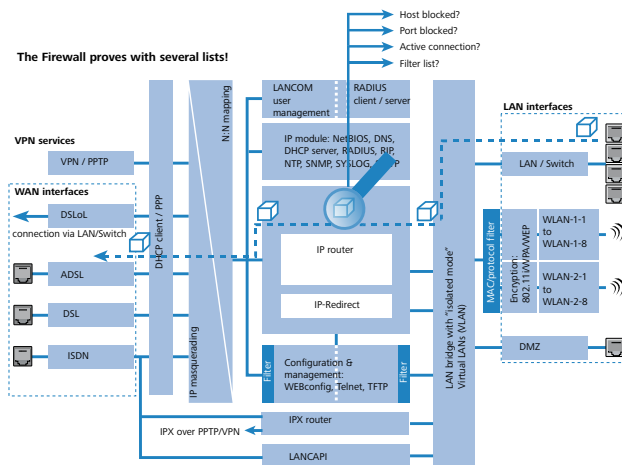 Host blocked?
Port blocked?
Active connection?
Filter list?
The Firewall proves with several lists!
LANCOM
user
management
RADIUS
client / server
N:N mapping
LAN interfaces
IP module: NetBIOS, DNS,
DHCP server, RADIUS, RIP,
NTP, SNMP, SYSLOG,
VPN services
VPN / PPTP
LAN / Switch
WAN interfaces
DSLoL
connection via LAN/Switch
DHCP client / PPP
IP router
MAC/protocol filter
Encryption:
802.11i/WPA/WEP
WLAN-1-1
to
WLAN-1-8
ADSL
WLAN-2-1
to
WLAN-2-8
IP-Redirect
DSL
LAN bridge with "isolated mode"
Virtual LANs (VLAN)
IP masquerading
DMZ
ISDN
Filter
Configuration &
management:
WEBconfig, Telnet, TFTP
Filter
IPX router
IPX over PPTP/VPN
LANCAPI